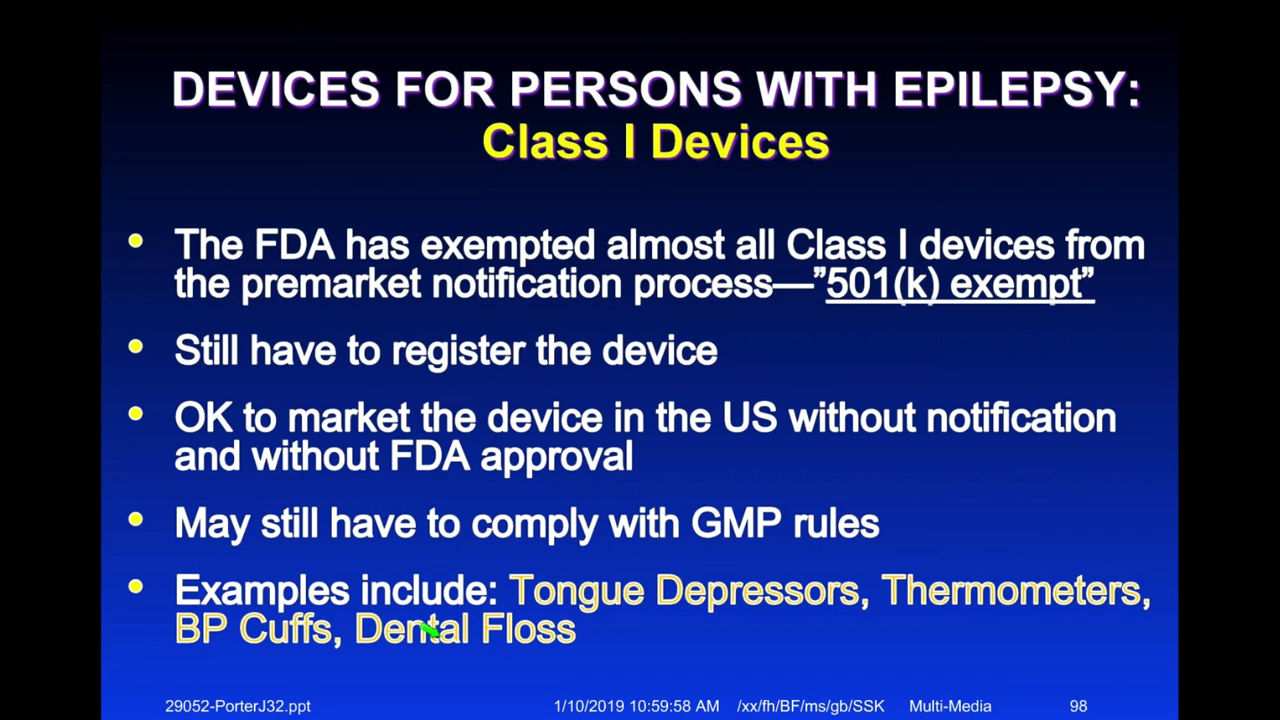 DEVICES FOR PERSONS WITH EPILEPSY:
Class I Devices
• The FDA has exempted almost all Class I devices from
the premarket notification process—”501(k) exempt”
• Still have to register the device
• OK to market the device in the US without notification
and without FDA approval
• May still have to comply with GMP rules
• Examples include: Tongue Depressors, Thermometers,
BP Cuffs, Dental Floss
29052-PorterJ32.ppt 1/10/2019 10:59:58 AM /xx/fh/BF/ms/gb/SSK Multi-Media 98